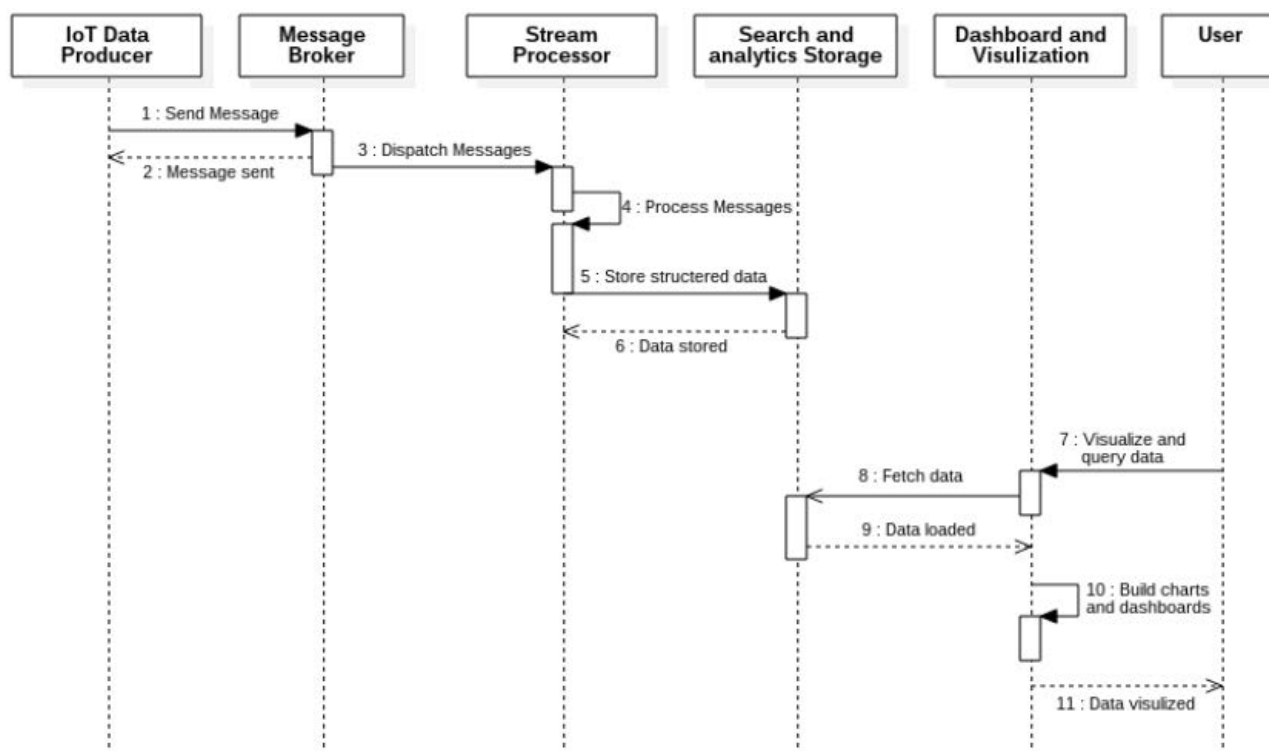 IoT Data
Producer
Message
Broker
Stream
Processor
Search and
analytics Storage
Dashboard and
Visulization
User
1 : Send Message
2 : Message sent
3 : Dispatch Messages
4 : Process Messages
5 : Store structered data
6 : Data stored
7 : Visualize and
query data
8 : Fetch data
9 : Data loaded
10 : Build charts
and dashboards
11 : Data visulized